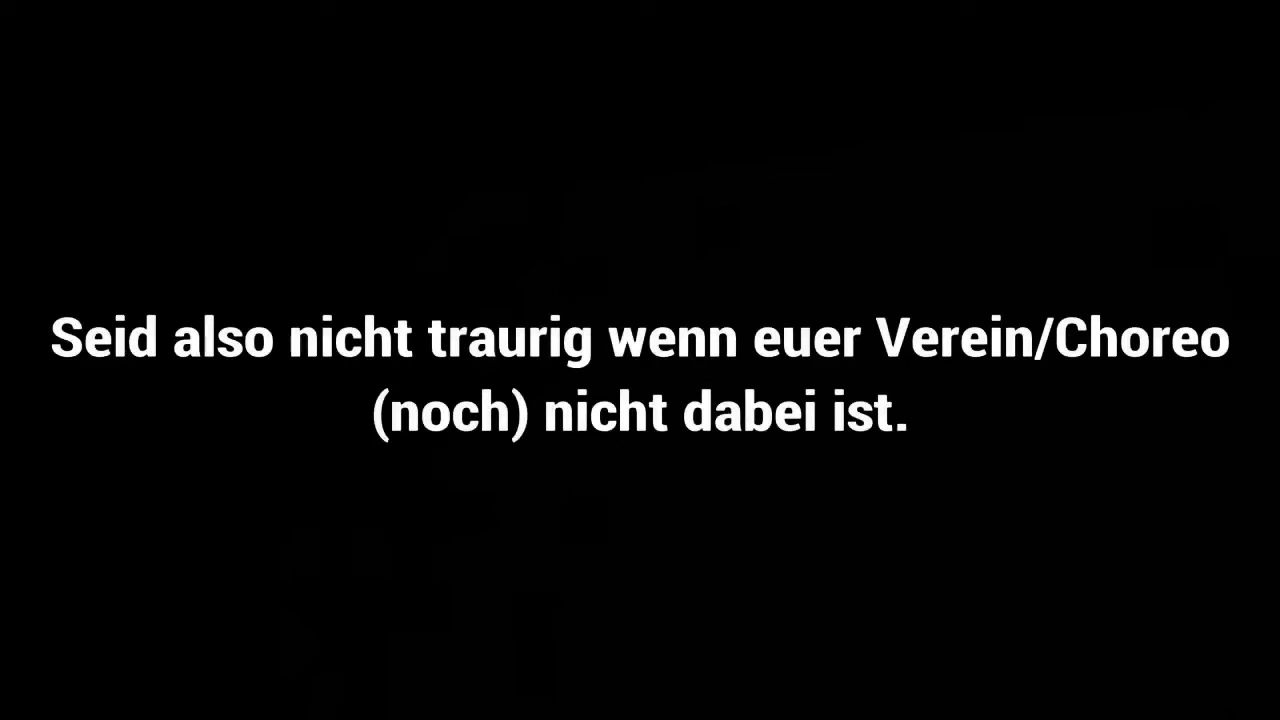 Seid also nicht traurig wenn euer Verein/Choreo
(noch) nicht dabei ist.